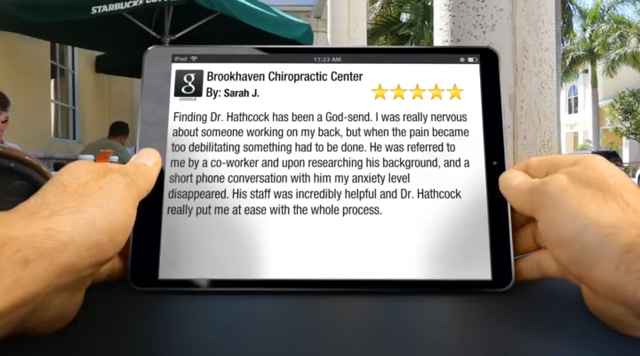 STARBUCKS COFFEE
iPad
11:23 AM
g
Brookhaven Chiropractic Center
By: Sarah J.
Finding Dr. Hathcock has been a God-send. I was really nervous
about someone working on my back, but when the pain became
too debilitating something had to be done. He was referred to
me by a co-worker and upon researching his background, and a
short phone conversation with him my anxiety level
disappeared. His staff was incredibly helpful and Dr. Hathcock
really put me at ease with the whole process.